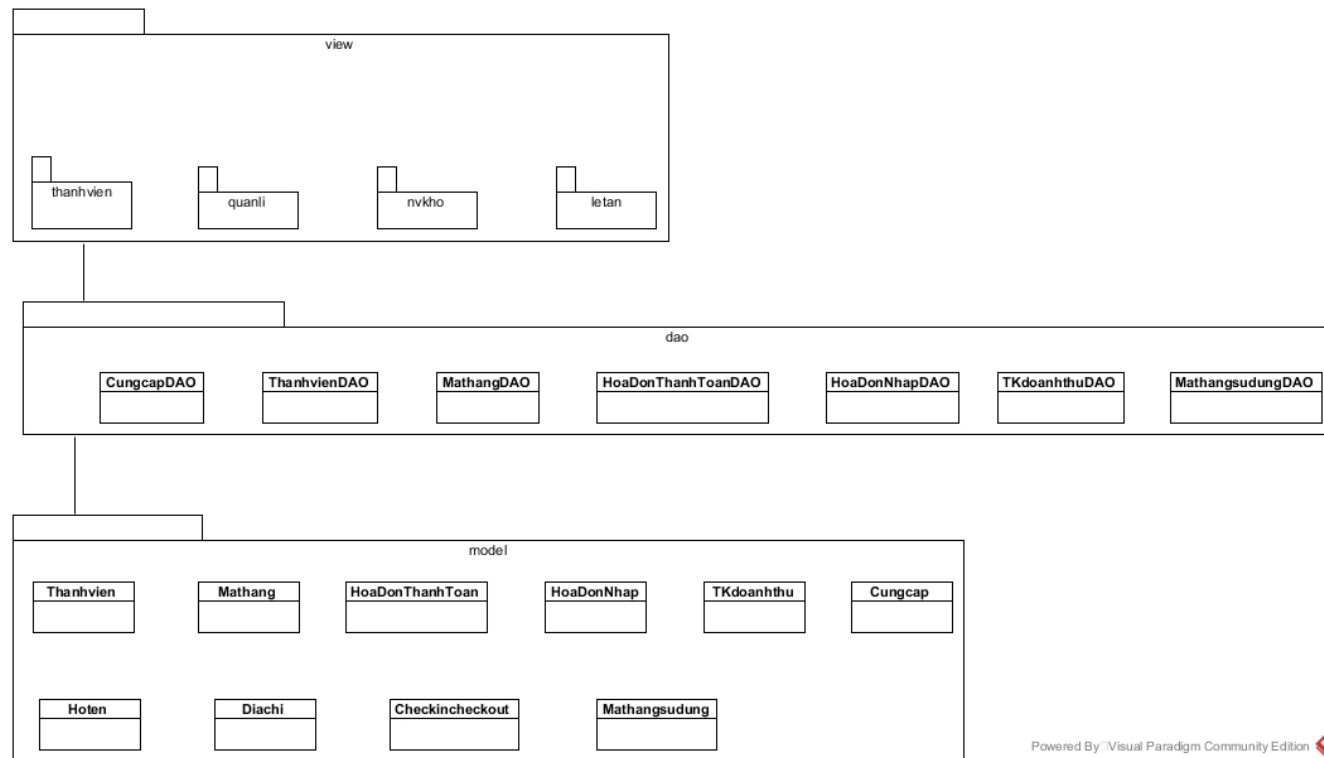 view
thanhvien
quanli
nvkho
letan
dao
CungcapDAO
ThanhvienDAO
MathangDAO
HoaDonThanhToanDAO
HoaDonNhapDAO
TKdoanhthuDAO
MathangsudungDAO
model
Thanhvien
Mathang
HoaDonThanhToan
HoaDonNhap
TKdoanhthu
Cungcap
Hoten
Diachi
Checkincheckout
Mathangsudung
Powered By Visual Paradigm Community Edition